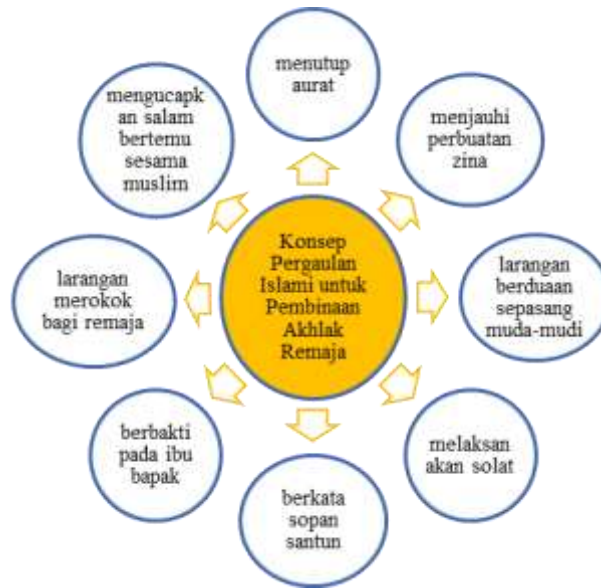 menutup
aurat
menjauhi
perbuatan
zina
larangan
berduaan
sepasang
muda-mudi
melaksan
akan solat
berkata
sopan
santun
berbakti
pada ibu
bapak
larangan
merokok
bagi remaja
mengucapk
an salam
bertemu
sesama
muslim
Konsep
Pergaulan
Islami untuk
Pembinaan
Akhlak
Remaja